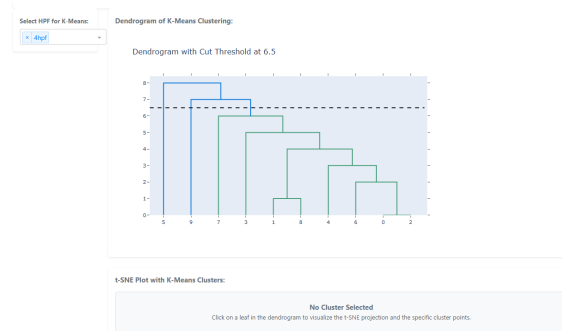 Select HPF for K-Means:
× 4hpf
Dendrogram of K-Means Clustering:
Dendrogram with Cut Threshold at 6.5
8
7
6
5
4
3
2
1
0
5 9 7 3 1 8 4 6 0 2
t-SNE Plot with K-Means Clusters:
No Cluster Selected
Click on a leaf in the dendrogram to visualize the t-SNE projection and the specific cluster points.